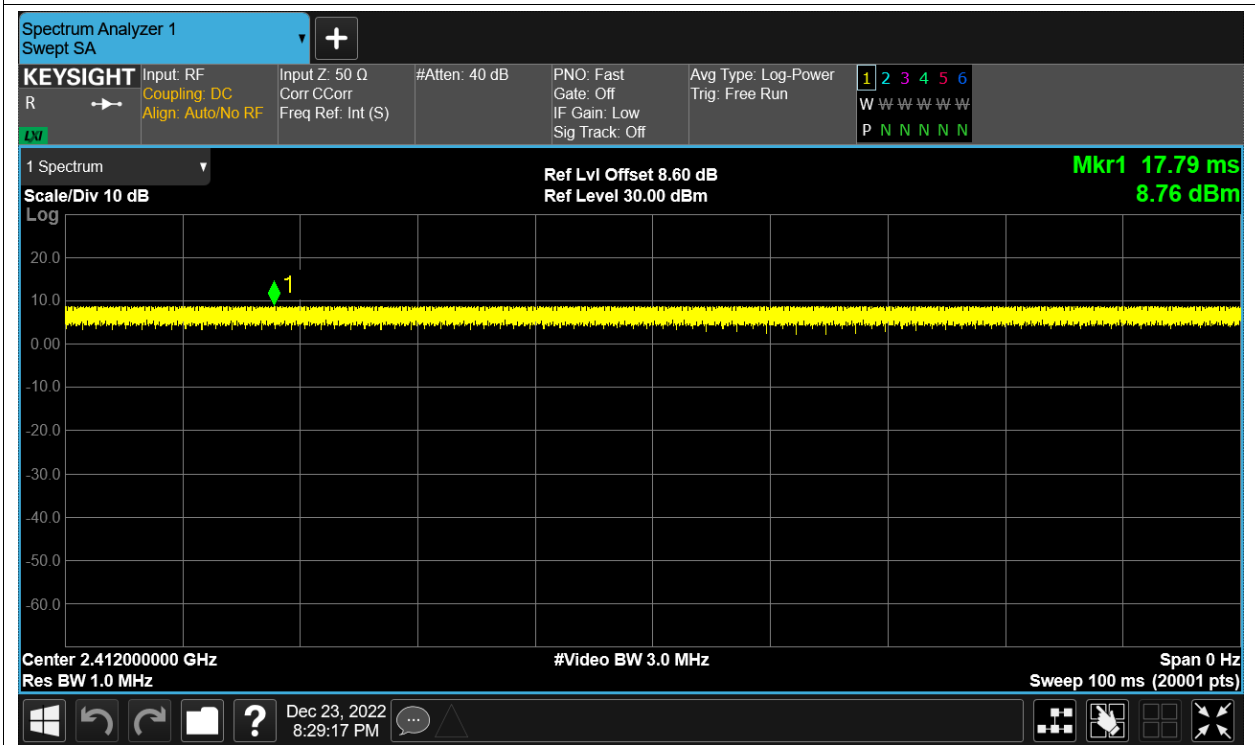 Spectrum Analyzer 1
Swept SA
KEYSIGHT
R
LXI
Input: RF
Coupling: DC
Align: Auto/No RF
Input Z: 50 Ω
Corr CCorr
Freq Ref: Int (S)
#Atten: 40 dB
PNO: Fast
Gate: Off
IF Gain: Low
Sig Track: Off
Avg Type: Log-Power
Trig: Free Run
1 2 3 4 5 6
W W W W W W
P N N N N N
1 Spectrum
Scale/Div 10 dB
Log
Ref Lvl Offset 8.60 dB
Ref Level 30.00 dBm
Mkr1 17.79 ms
8.76 dBm
20.0
1
10.0
0.00
-10.0
-20.0
-30.0
-40.0
-50.0
-60.0
Center 2.412000000 GHz
Res BW 1.0 MHz
#Video BW 3.0 MHz
Span 0 Hz
Sweep 100 ms (20001 pts)
?
Dec 23, 2022
8:29:17 PM